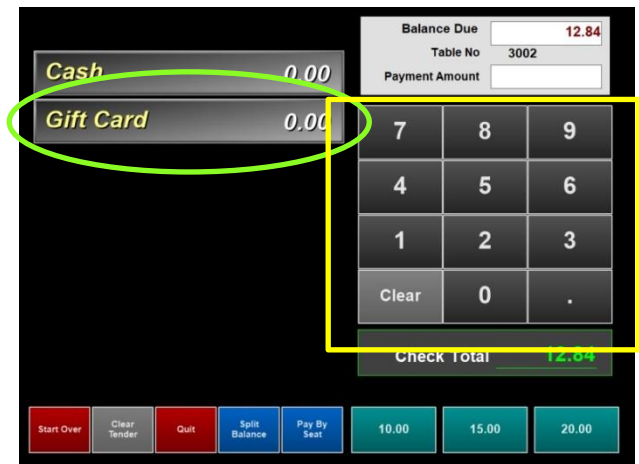 Balance Due 12.84
Table No 3002
Payment Amount
Cash 0.00
Gift Card 0.00
7 8 9
4 5 6
1 2 3
Clear 0 .
Check Total 12.84
Start Over
Clear Tender
Quit
Split Balance
Pay By Seat
10.00
15.00
20.00